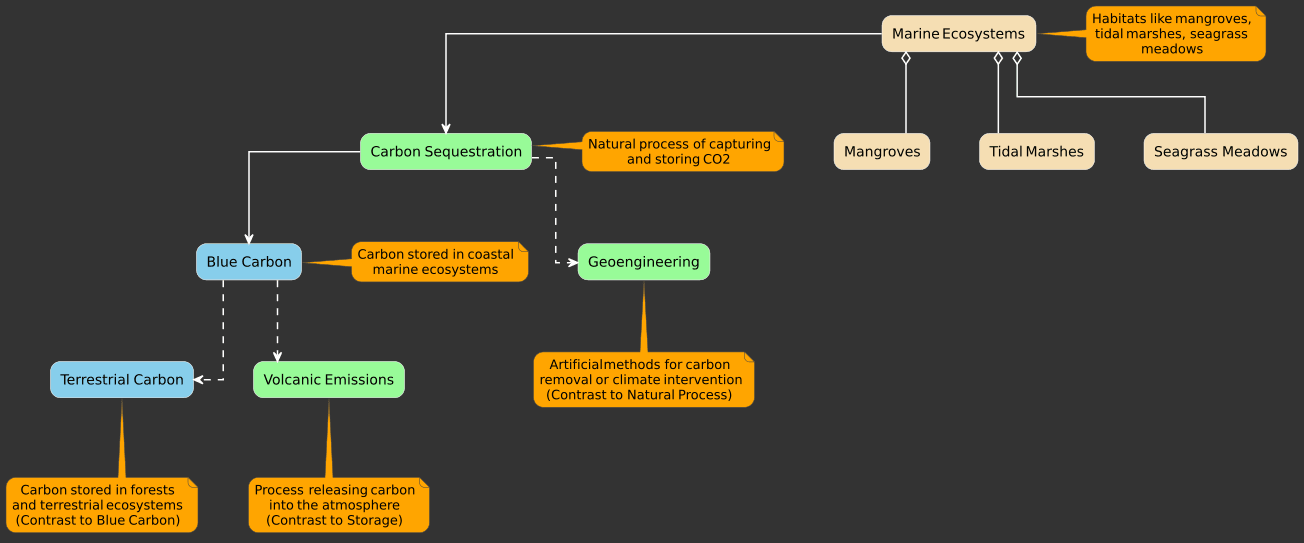 Marine Ecosystems
Habitats like mangroves,
tidal marshes, seagrass
meadows
Carbon Sequestration
Natural process of capturing
and storing CO2
Mangroves
Tidal Marshes
Seagrass Meadows
Blue Carbon
Carbon stored in coastal
marine ecosystems
Geoengineering
Terrestrial Carbon
Volcanic Emissions
Artificial methods for carbon
removal or climate intervention
(Contrast to Natural Process)
Carbon stored in forests
and terrestrial ecosystems
(Contrast to Blue Carbon)
Process releasing carbon
into the atmosphere
(Contrast to Storage)